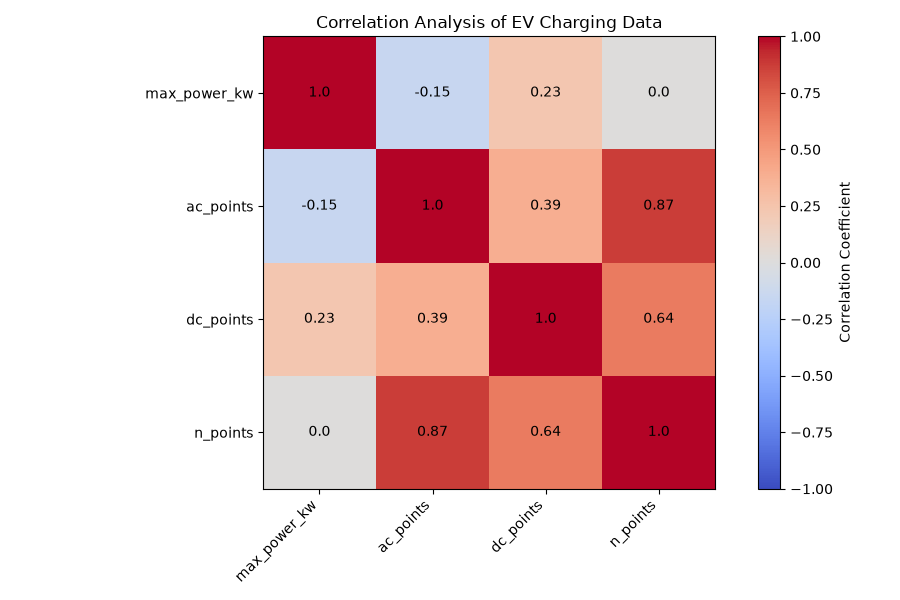 Correlation Analysis of EV Charging Data
max_power_kw 1.0 -0.15 0.23 0.0
ac_points -0.15 1.0 0.39 0.87
dc_points 0.23 0.39 1.0 0.64
n_points 0.0 0.87 0.64 1.0
max_power_kw ac_points dc_points n_points
1.00
0.75
0.50
0.25
0.00
−0.25
−0.50
−0.75
−1.00
Correlation Coefficient